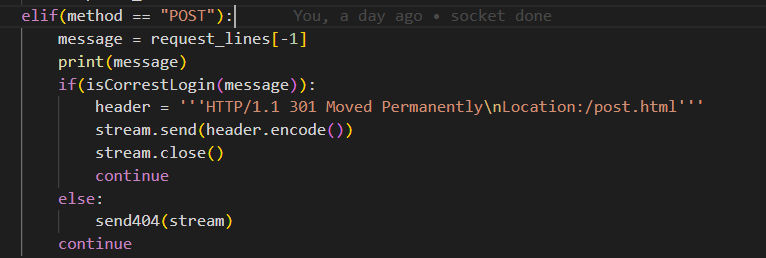 elif(method == "POST"): You, a day ago • socket done
    message = request_lines[-1]
    print(message)
    if(isCorrestLogin(message)):
        header = '''HTTP/1.1 301 Moved Permanently\nLocation:/post.html'''
        stream.send(header.encode())
        stream.close()
        continue
    else:
        send404(stream)
    continue